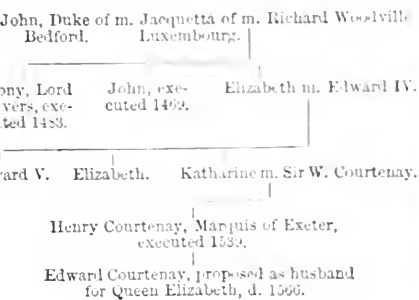 John, Duke of m. Jacquetta of m. Richard Woodvill
Bedford. Luxembourg.
ony, Lord John, exe- Elizabeth m. Edward IV.
vers, exe- cuted 1469.
ted 1483.
ard V. Elizabeth. Katharine m. Sir W. Courtenay.
Henry Courtenay, Marquis of Exeter,
executed 1539.
Edward Courtenay, proposed as husband
for Queen Elizabeth, d. 1566.